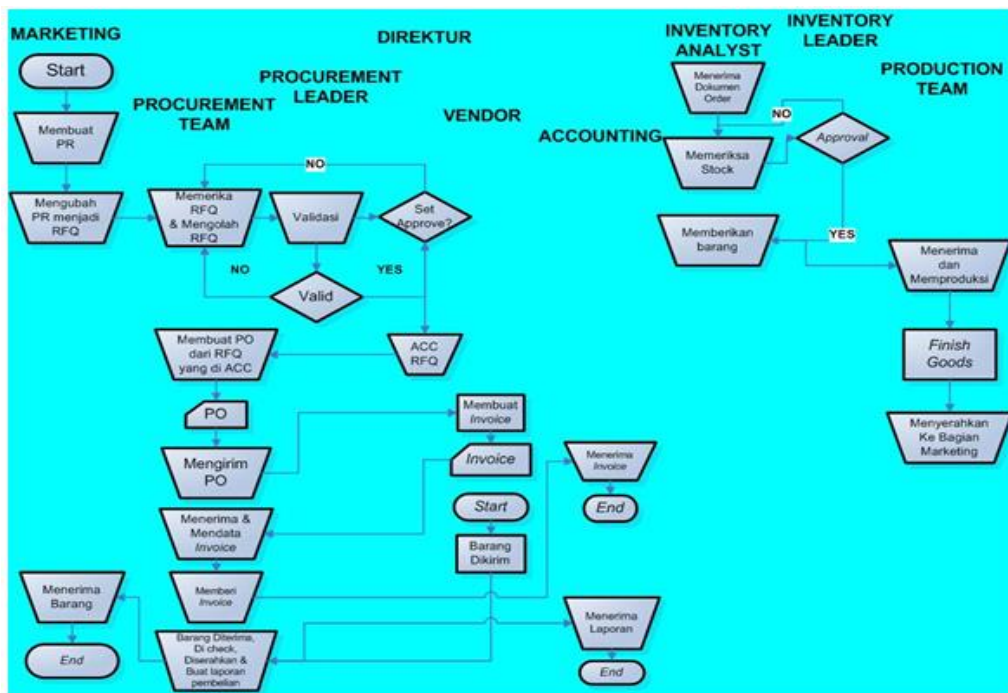 MARKETING
Start
Membuat
PR
Mengubah
PR menjadi
RFQ
PROCUREMENT
TEAM
Memerika
RFQ
& Mengolah
RFQ
NO
Membuat PO
dari RFQ
yang di ACC
PO
Mengirim
PO
Menerima &
Mendata
Invoice
Memberi
Invoice
Barang Diterima,
Di check,
Diserahkan &
Buat laporan
pembelian
Menerima
Barang
End
PROCUREMENT
LEADER
Validasi
Valid
DIREKTUR
NO
Set
Approve?
YES
ACC
RFQ
VENDOR
Membuat
Invoice
Invoice
Start
Barang
Dikirim
ACCOUNTING
Menerima
Invoice
End
Menerima
Laporan
End
INVENTORY
ANALYST
Menerima
Dokumen
Order
Memeriksa
Stock
Memberikan
barang
INVENTORY
LEADER
NO
Approval
YES
PRODUCTION
TEAM
Menerima
dan
Memproduksi
Finish
Goods
Menyerahkan
Ke Bagian
Marketing